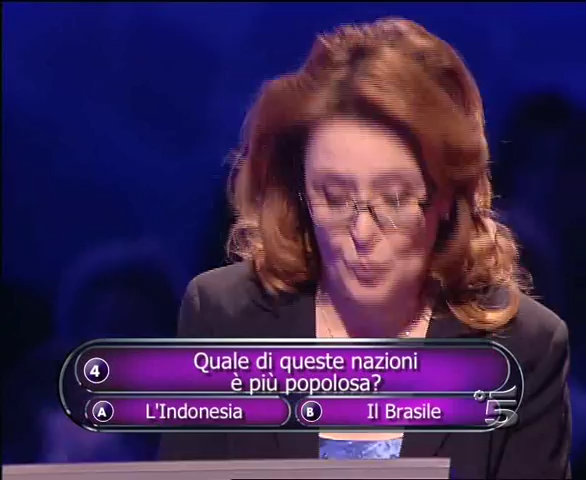 4
Quale di queste nazioni
è più popolosa?
A L'Indonesia
B Il Brasile
5